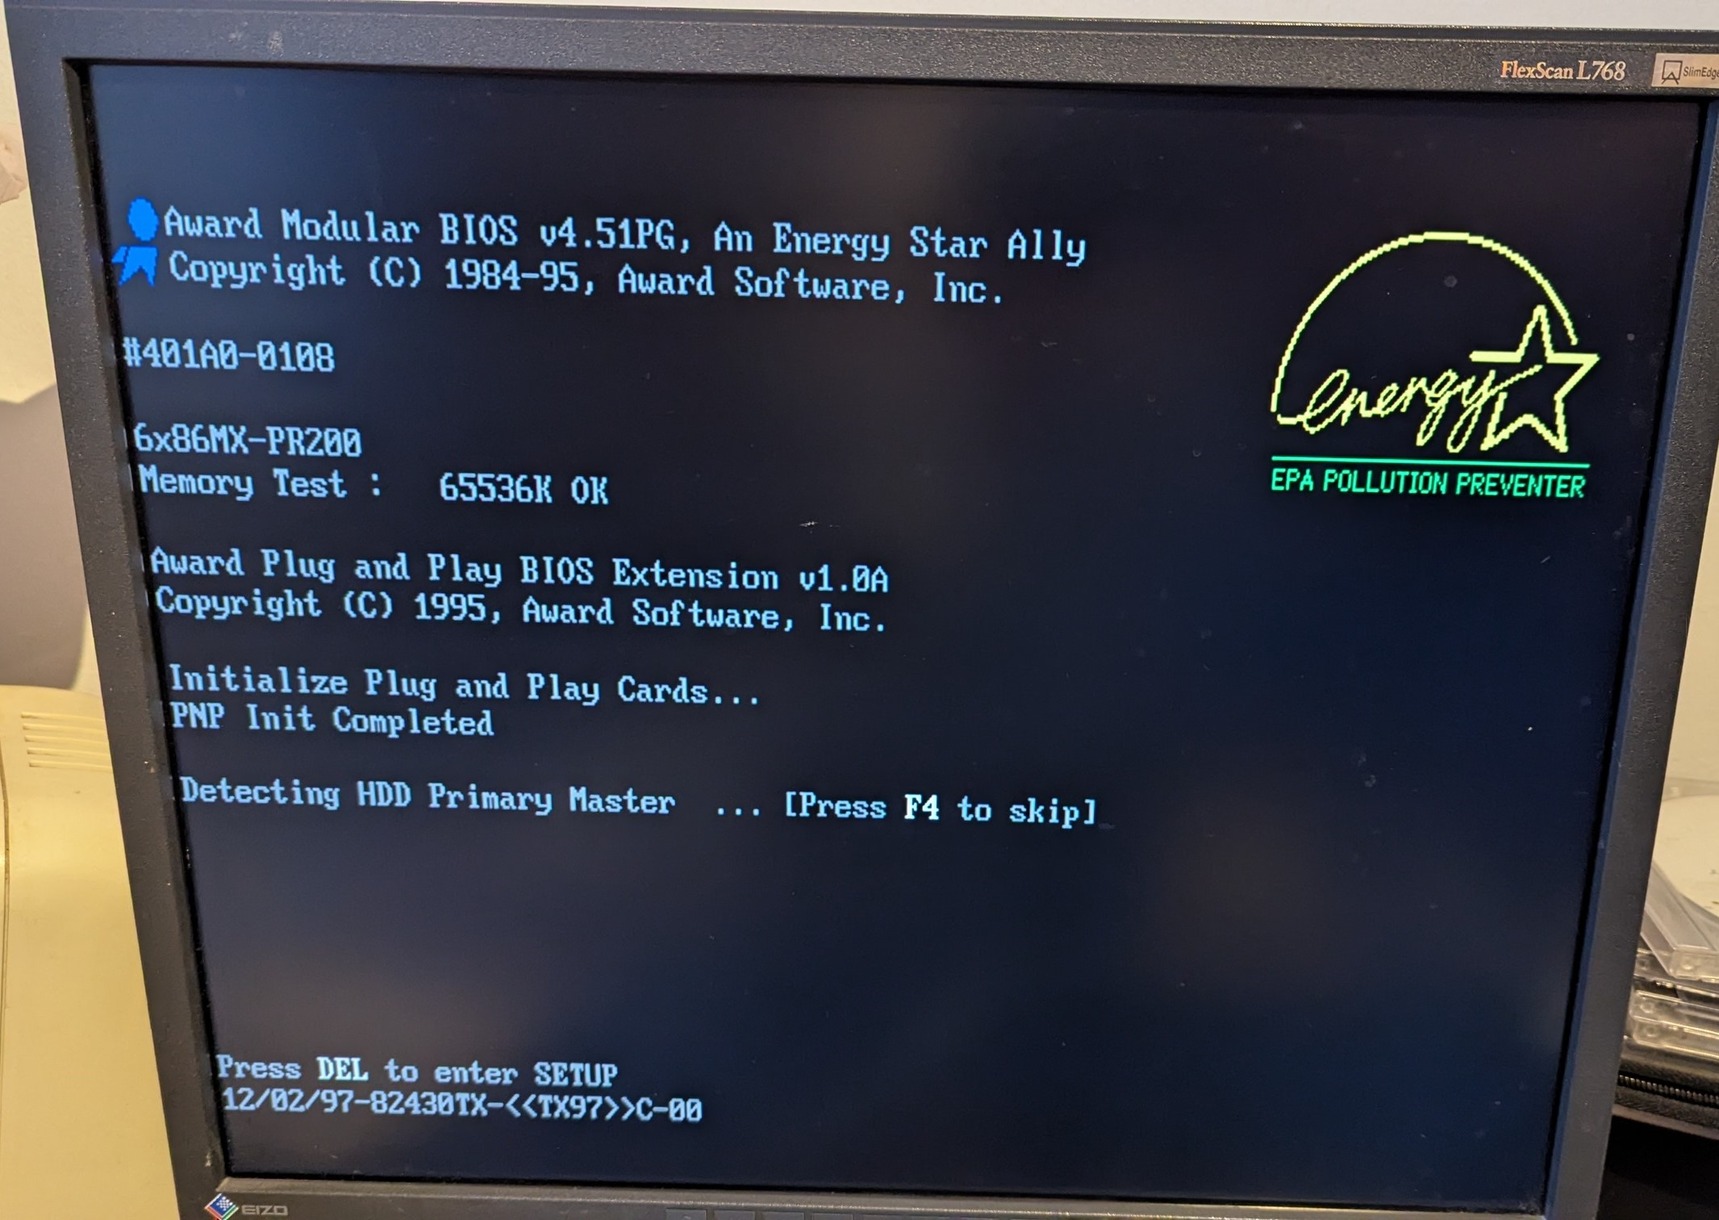 FlexScan L768
SlimEdge
Award Modular BIOS v4.51PG, An Energy Star Ally
Copyright (C) 1984-95, Award Software, Inc.
#401A0-0108
energy
EPA POLLUTION PREVENTER
6x86MX-PR200
Memory Test :   65536K OK
Award Plug and Play BIOS Extension v1.0A
Copyright (C) 1995, Award Software, Inc.
Initialize Plug and Play Cards...
PNP Init Completed
Detecting HDD Primary Master  ... [Press F4 to skip]
Press DEL to enter SETUP
12/02/97-82430TX-<<TX97>>C-00
EIZO